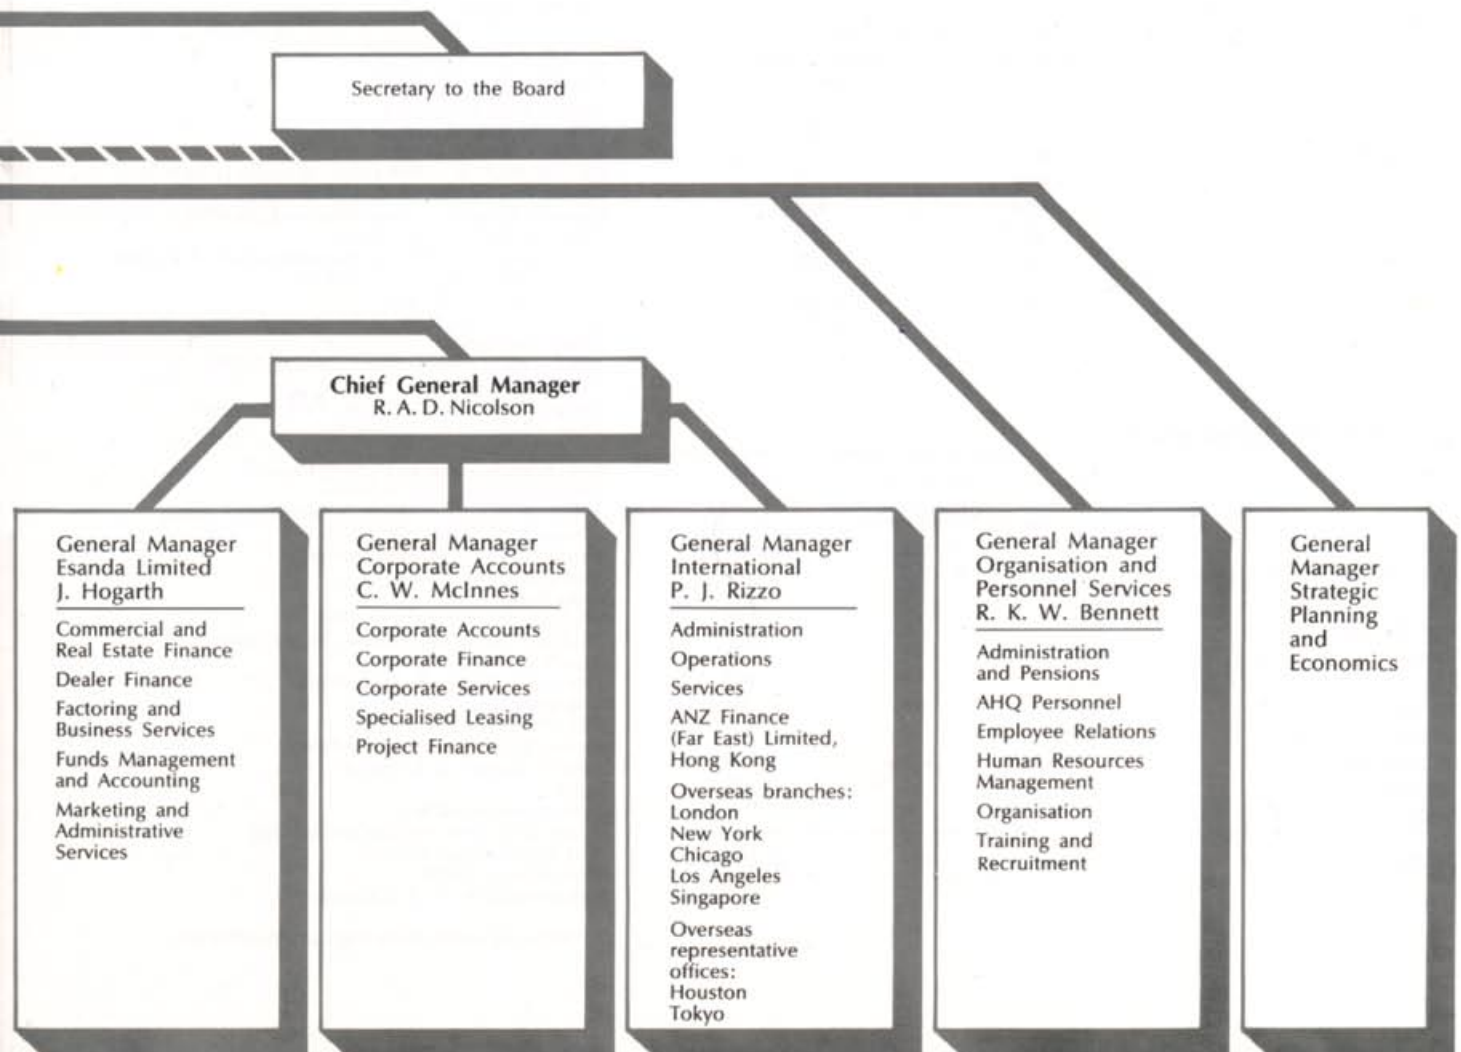 Secretary to the Board
Chief General Manager
R. A. D. Nicolson
General Manager
Esanda Limited
J. Hogarth
Commercial and
Real Estate Finance
Dealer Finance
Factoring and
Business Services
Funds Management
and Accounting
Marketing and
Administrative
Services
General Manager
Corporate Accounts
C. W. McInnes
Corporate Accounts
Corporate Finance
Corporate Services
Specialised Leasing
Project Finance
General Manager
International
P. J. Rizzo
Administration
Operations
Services
ANZ Finance
(Far East) Limited,
Hong Kong
Overseas branches:
London
New York
Chicago
Los Angeles
Singapore
Overseas
representative
offices:
Houston
Tokyo
General Manager
Organisation and
Personnel Services
R. K. W. Bennett
Administration
and Pensions
AHQ Personnel
Employee Relations
Human Resources
Management
Organisation
Training and
Recruitment
General
Manager
Strategic
Planning
and
Economics